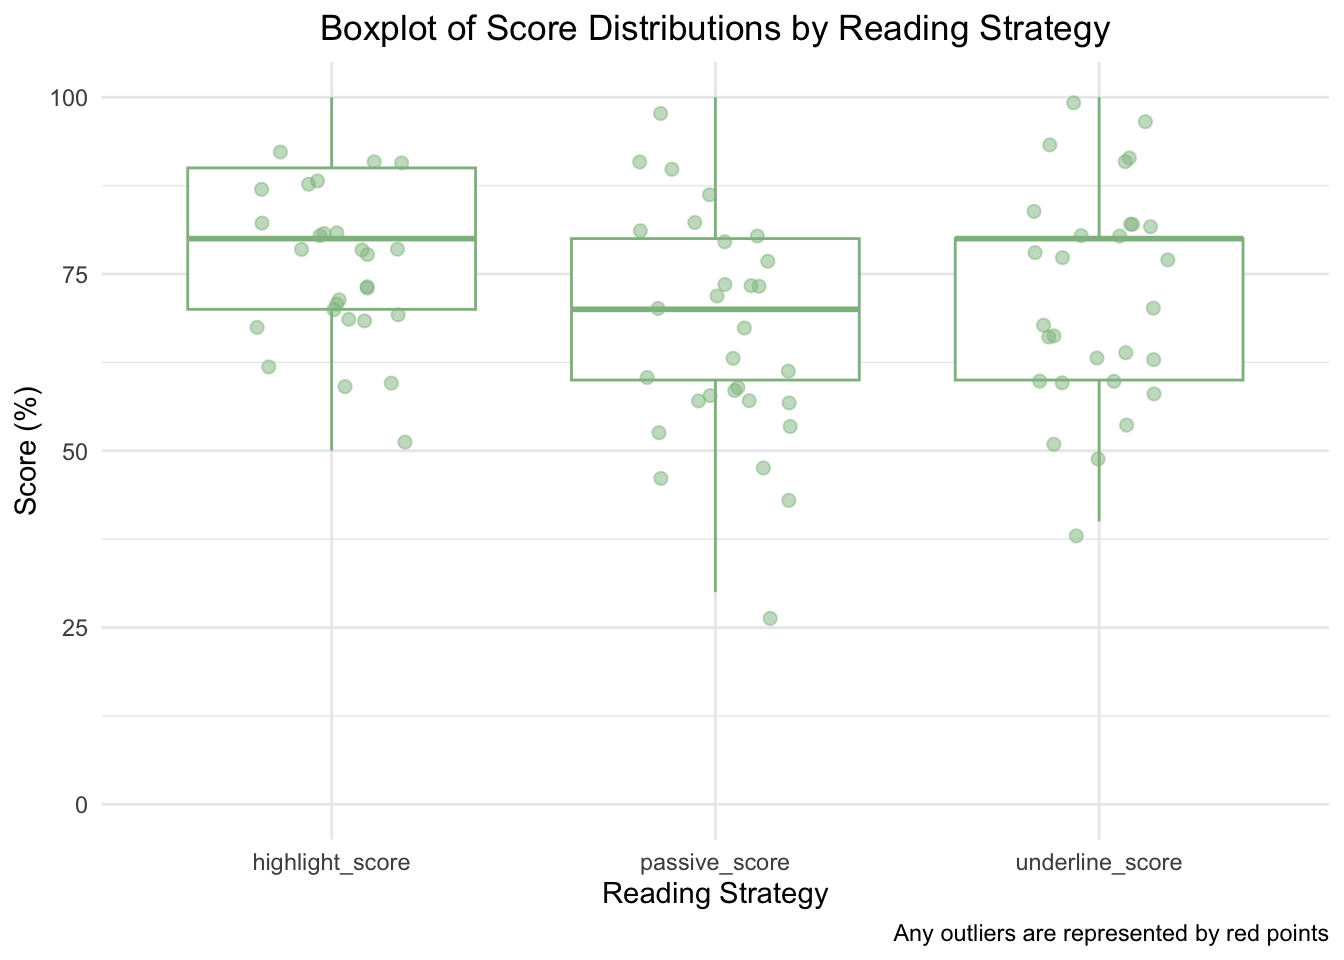 Boxplot of Score Distributions by Reading Strategy
100
75
50
25
0
Score (%)
highlight_score
passive_score
underline_score
Reading Strategy
Any outliers are represented by red points